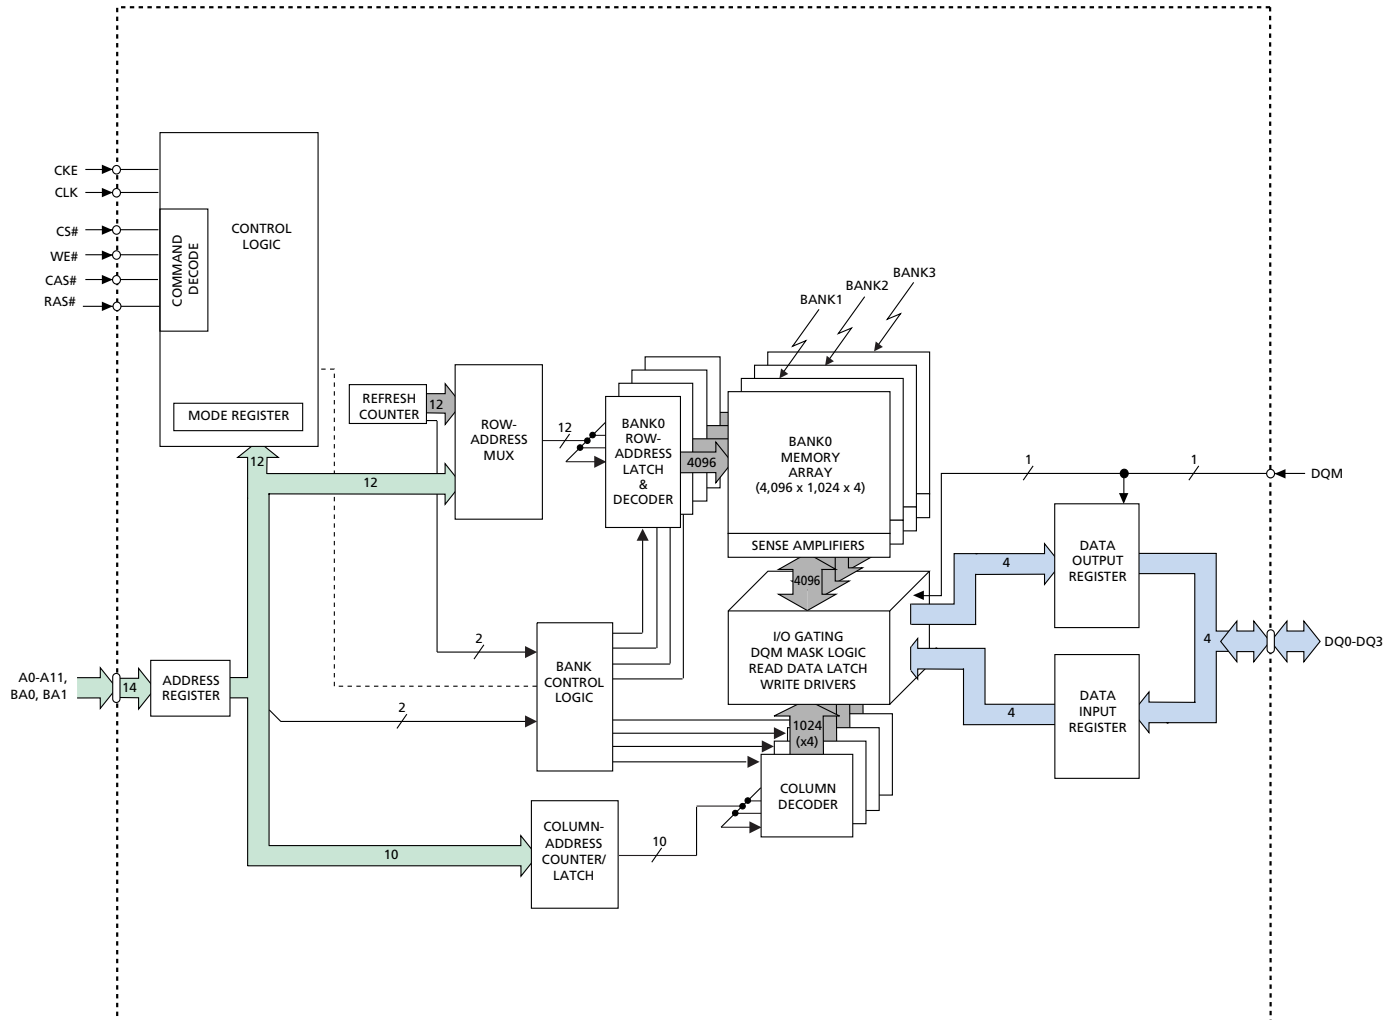 CKE
CLK
CS#
WE#
CAS#
RAS#
COMMAND
DECODE
CONTROL
LOGIC
MODE REGISTER
12
12
REFRESH
COUNTER
12
ROW-
ADDRESS
MUX
12
BANK0
ROW-
ADDRESS
LATCH
&
DECODER
4096
BANK1
BANK2
BANK3
BANK0
MEMORY
ARRAY
(4,096 x 1,024 x 4)
SENSE AMPLIFIERS
4096
I/O GATING
DQM MASK LOGIC
READ DATA LATCH
WRITE DRIVERS
1024
(x4)
COLUMN
DECODER
1
1
DQM
DATA
OUTPUT
REGISTER
4
4
DQ0-DQ3
DATA
INPUT
REGISTER
4
A0-A11,
BA0, BA1
14
ADDRESS
REGISTER
2
2
BANK
CONTROL
LOGIC
10
COLUMN-
ADDRESS
COUNTER/
LATCH
10